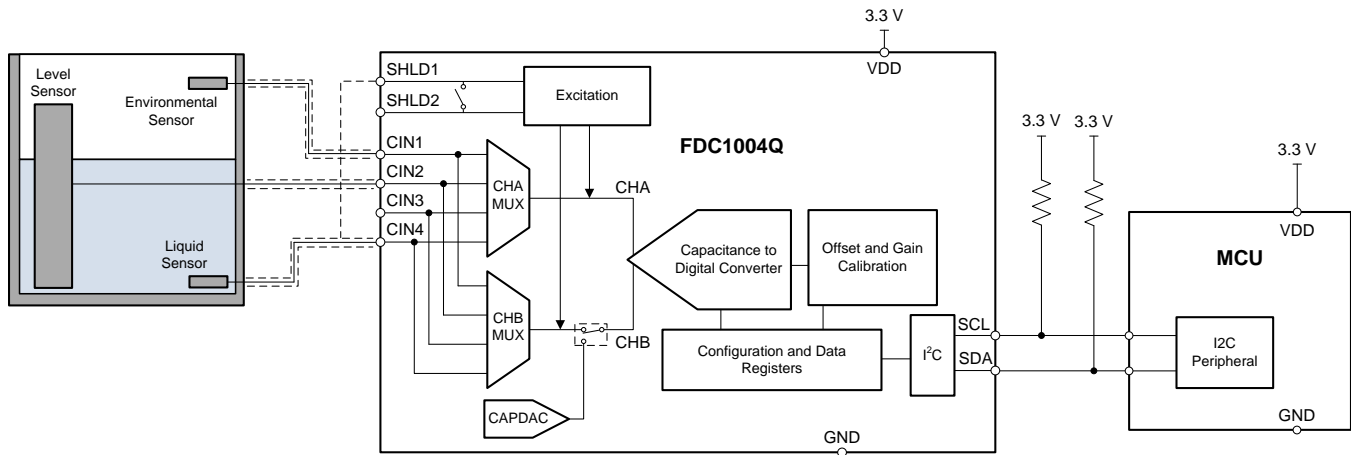 Level
Sensor
Environmental
Sensor
Liquid
Sensor
SHLD1
SHLD2
CIN1
CIN2
CIN3
CIN4
Excitation
CHA
MUX
CHB
MUX
CAPDAC
CHA
CHB
FDC1004Q
3.3 V
VDD
Capacitance to
Digital Converter
Offset and Gain
Calibration
Configuration and Data
Registers
I²C
SCL
SDA
GND
3.3 V
3.3 V
3.3 V
VDD
MCU
I2C
Peripheral
GND